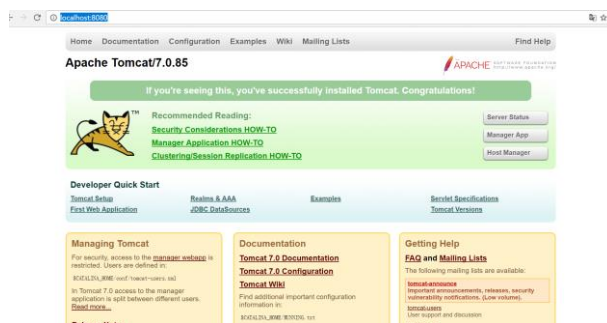 localhost:8080
Home Documentation Configuration Examples Wiki Mailing Lists Find Help
Apache Tomcat/7.0.85
APACHE
If you're seeing this, you've successfully installed Tomcat. Congratulations!
TM
Recommended Reading:
Security Considerations HOW-TO
Manager Application HOW-TO
Clustering/Session Replication HOW-TO
Server Status
Manager App
Host Manager
Developer Quick Start
Tomcat Setup
First Web Application
Realms & AAA
JDBC DataSources
Examples
Servlet Specifications
Tomcat Versions
Managing Tomcat
For security, access to the manager webapp is
restricted. Users are defined in:
$CATALINA_HOME/conf/tomcat-users.xml
In Tomcat 7.0 access to the manager
application is split between different users.
Read more...
Documentation
Tomcat 7.0 Documentation
Tomcat 7.0 Configuration
Tomcat Wiki
Find additional important configuration
information in:
$CATALINA_HOME/RUNNING.txt
Getting Help
FAQ and Mailing Lists
The following mailing lists are available:
tomcat-announce
Important announcements, releases, security
vulnerability notifications. (Low volume).
tomcat-users
User support and discussion